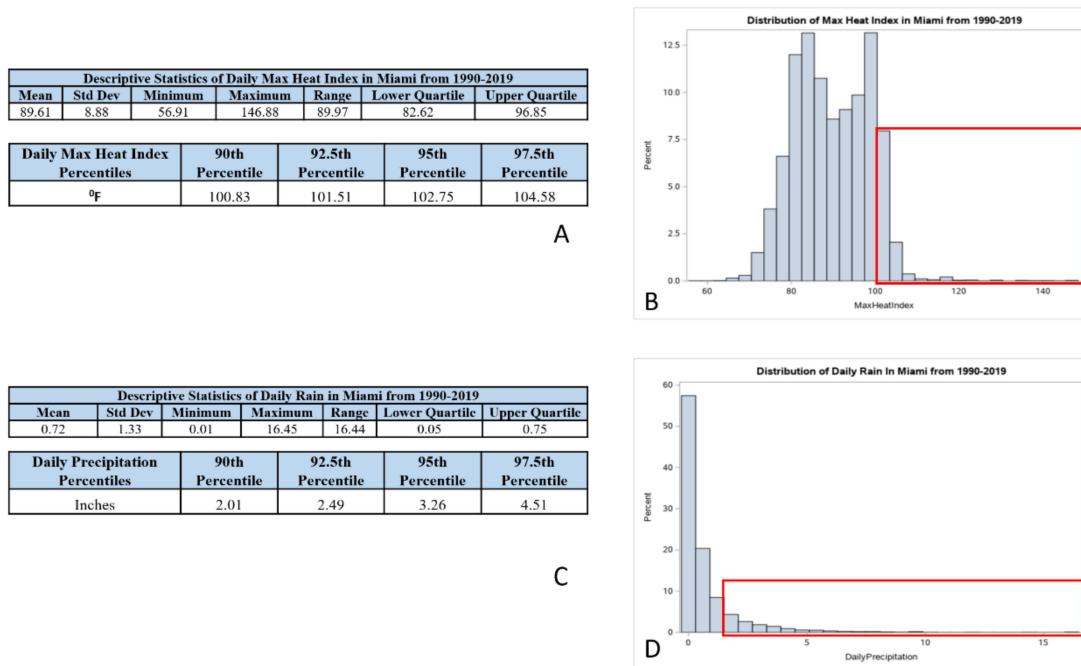 Descriptive Statistics of Daily Max Heat Index in Miami from 1990-2019
Mean Std Dev Minimum Maximum Range Lower Quartile Upper Quartile
89.61 8.88 56.91 146.88 89.97 82.62 96.85
Daily Max Heat Index 90th 92.5th 95th 97.5th
Percentiles Percentile Percentile Percentile Percentile
⁰F 100.83 101.51 102.75 104.58
A
Distribution of Max Heat Index in Miami from 1990-2019
12.5
10.0
7.5
5.0
2.5
0.0
Percent
60 80 100 120 140
MaxHeatIndex
B
Descriptive Statistics of Daily Rain in Miami from 1990-2019
Mean Std Dev Minimum Maximum Range Lower Quartile Upper Quartile
0.72 1.33 0.01 16.45 16.44 0.05 0.75
Daily Precipitation 90th 92.5th 95th 97.5th
Percentiles Percentile Percentile Percentile Percentile
Inches 2.01 2.49 3.26 4.51
C
Distribution of Daily Rain In Miami from 1990-2019
60
50
40
30
20
10
0
Percent
0 5 10 15
DailyPrecipitation
D